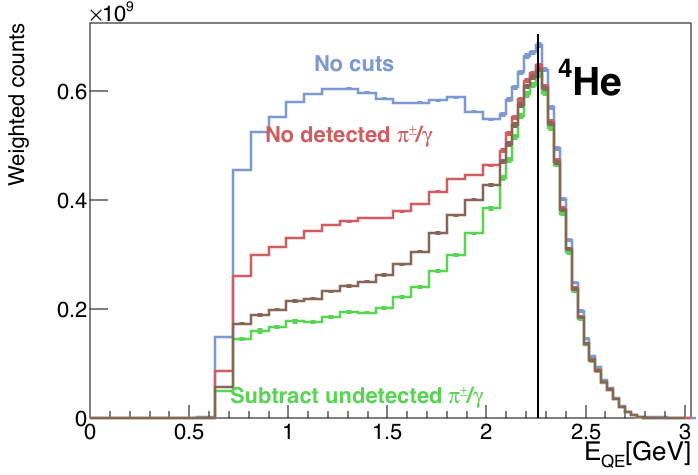 ×10⁹
Weighted counts
No cuts
⁴He
No detected π±/γ
Subtract undetected π±/γ
0.6
0.4
0.2
0
0 0.5 1 1.5 2 2.5 3
E_QE[GeV]